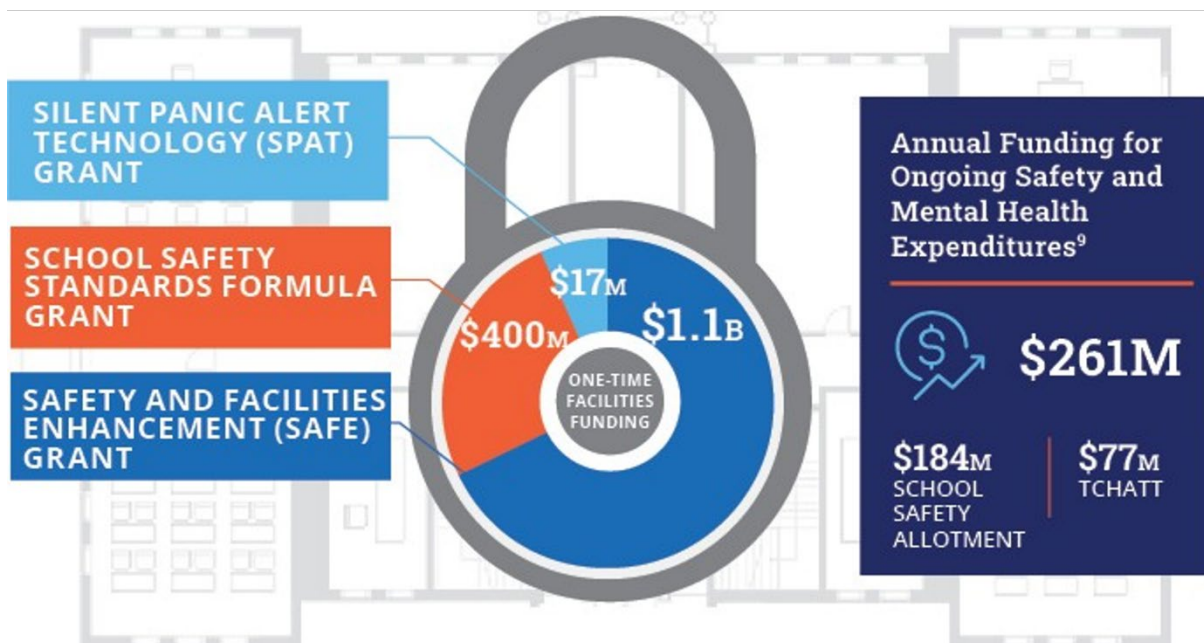 SILENT PANIC ALERT
TECHNOLOGY (SPAT)
GRANT
SCHOOL SAFETY
STANDARDS FORMULA
GRANT
SAFETY AND FACILITIES
ENHANCEMENT (SAFE)
GRANT
$17M
$400M
$1.1B
ONE-TIME
FACILITIES
FUNDING
Annual Funding for
Ongoing Safety and
Mental Health
Expenditures⁹
$261M
$184M
SCHOOL
SAFETY
ALLOTMENT
$77M
TCHATT